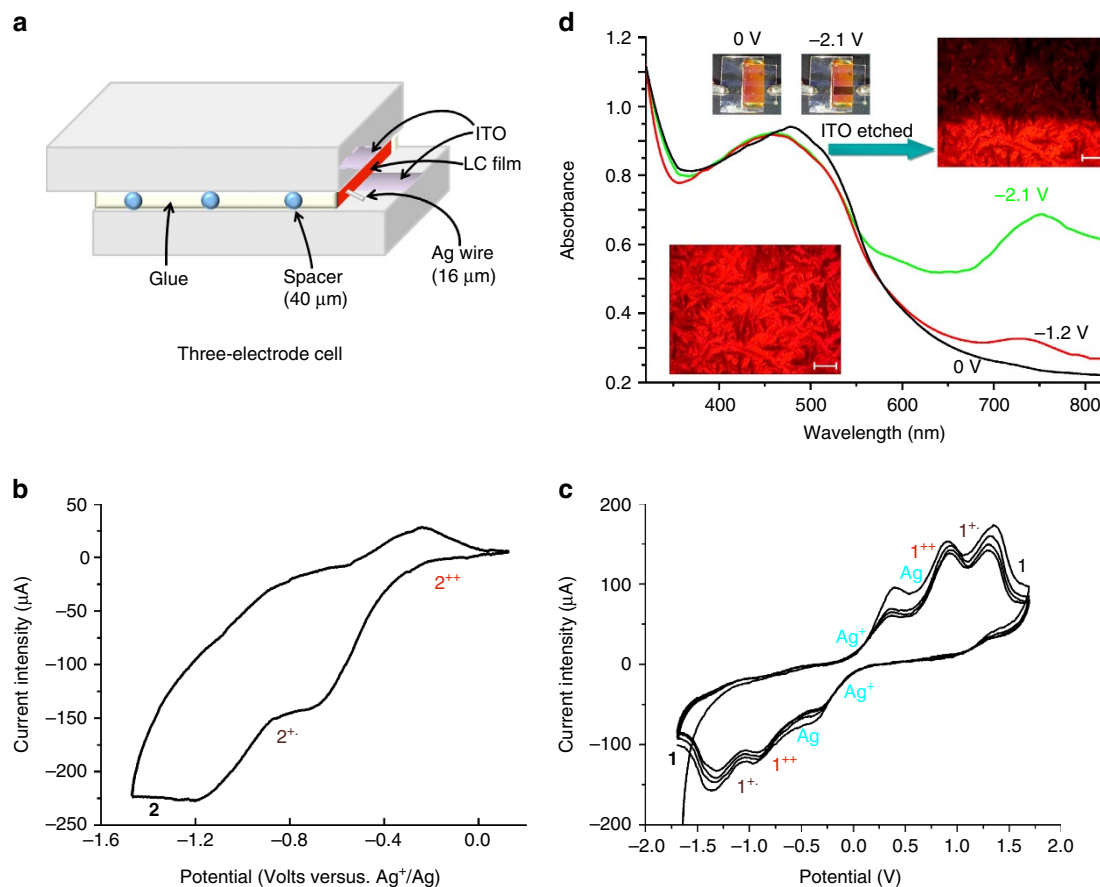 a
ITO
LC film
Ag wire
(16 μm)
Glue
Spacer
(40 μm)
Three-electrode cell
d
0 V
–2.1 V
ITO etched
–2.1 V
–1.2 V
0 V
Absorbance
1.2
1.0
0.8
0.6
0.4
0.2
400
500
600
700
800
Wavelength (nm)
b
Current intensity (μA)
50
0
–50
–100
–150
–200
–250
2++
2+·
2
–1.6
–1.2
–0.8
–0.4
0.0
Potential (Volts versus. Ag+/Ag)
c
Current intensity (μA)
200
100
0
–100
–200
1+·
1++
Ag
1
Ag+
Ag+
Ag
1++
1+·
1
–2.0
–1.5
–1.0
–0.5
0.0
0.5
1.0
1.5
2.0
Potential (V)